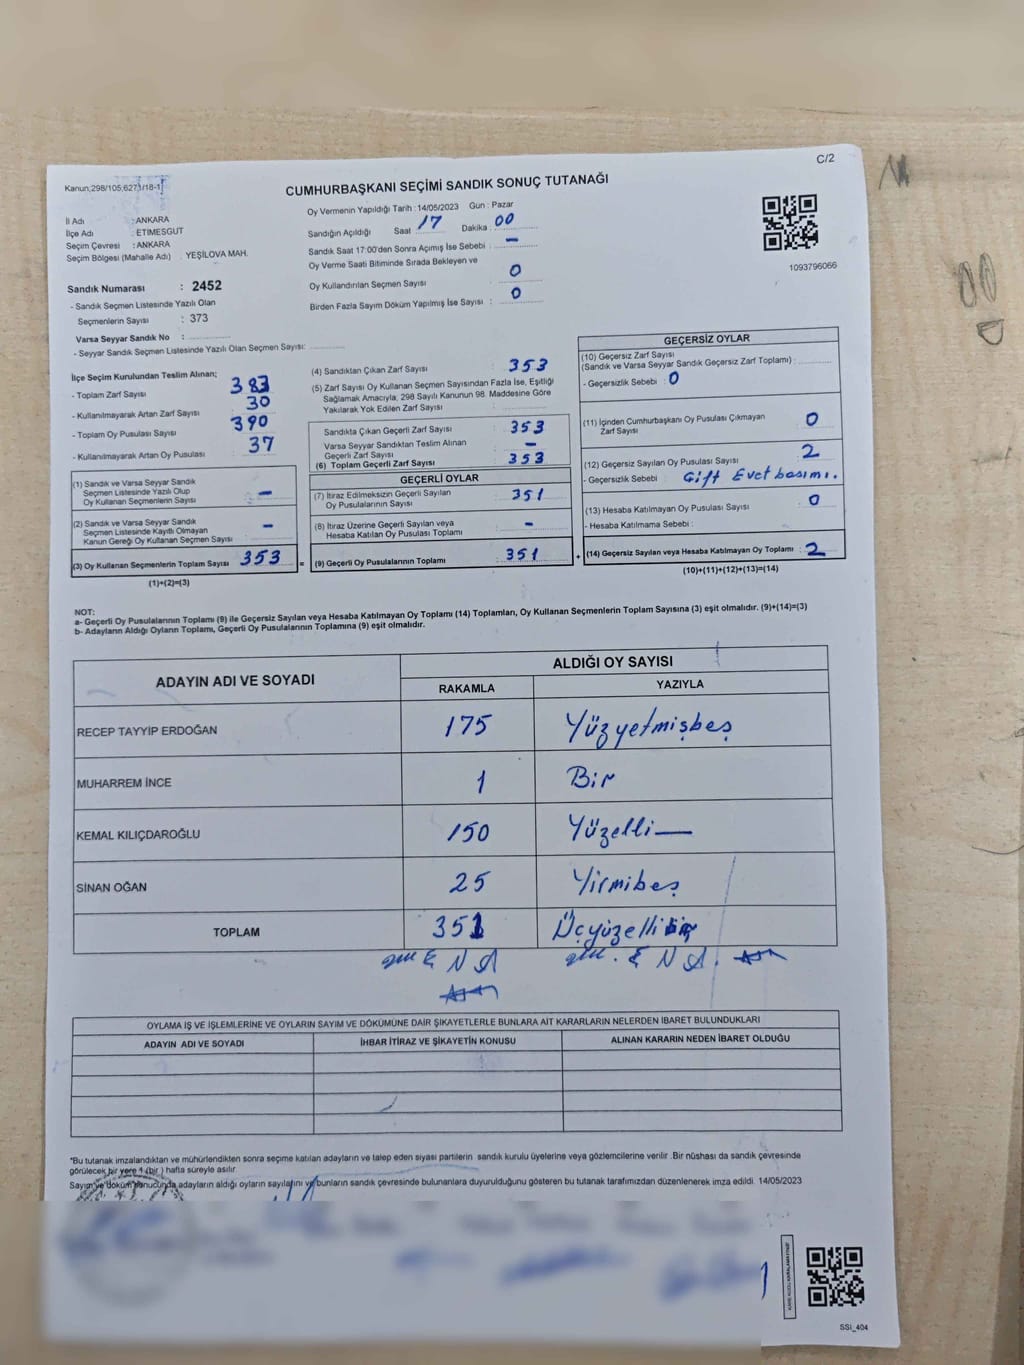 C/2
Kanun;298/105,6271/18-1
CUMHURBAŞKANI SEÇİMİ SANDIK SONUÇ TUTANAĞI
İl Adı : ANKARA
İlçe Adı : ETİMESGUT
Seçim Çevresi : ANKARA
Seçim Bölgesi (Mahalle Adı) : YEŞİLOVA MAH.
Oy Vermenin Yapıldığı Tarih : 14/05/2023 Gün : Pazar
Sandığın Açıldığı Saat 17 Dakika 00
Sandık Saat 17:00'den Sonra Açımış İse Sebebi : -
Oy Verme Saati Bitiminde Sırada Bekleyen ve
Oy Kullandırılan Seçmen Sayısı : 0
Birden Fazla Sayım Döküm Yapılmış İse Sayısı : 0
1093796066
Sandık Numarası : 2452
- Sandık Seçmen Listesinde Yazılı Olan
Seçmenlerin Sayısı : 373
Varsa Seyyar Sandık No :
- Seyyar Sandık Seçmen Listesinde Yazılı Olan Seçmen Sayısı:
İlçe Seçim Kurulundan Teslim Alınan;
- Toplam Zarf Sayısı 383
- Kullanılmayarak Artan Zarf Sayısı 30
- Toplam Oy Pusulası Sayısı 390
- Kullanılmayarak Artan Oy Pusulası 37
(1) Sandık ve Varsa Seyyar Sandık
Seçmen Listesinde Yazılı Olup
Oy Kullanan Seçmenlerin Sayısı -
(2) Sandık ve Varsa Seyyar Sandık
Seçmen Listesinde Kayıtlı Olmayan
Kanun Gereği Oy Kullanan Seçmen Sayısı -
(3) Oy Kullanan Seçmenlerin Toplam Sayısı 353 =
(1)+(2)=(3)
(4) Sandıktan Çıkan Zarf Sayısı 353
(5) Zarf Sayısı Oy Kullanan Seçmen Sayısından Fazla İse, Eşitliği
Sağlamak Amacıyla, 298 Sayılı Kanunun 98. Maddesine Göre
Yakılarak Yok Edilen Zarf Sayısı
Sandıkta Çıkan Geçerli Zarf Sayısı 353
Varsa Seyyar Sandıktan Teslim Alınan
Geçerli Zarf Sayısı -
(6) Toplam Geçerli Zarf Sayısı 353
GEÇERLİ OYLAR
(7) İtiraz Edilmeksizin Geçerli Sayılan
Oy Pusulalarının Sayısı 351
(8) İtiraz Üzerine Geçerli Sayılan veya
Hesaba Katılan Oy Pusulası Toplamı -
(9) Geçerli Oy Pusulalarının Toplamı 351 +
GEÇERSİZ OYLAR
(10) Geçersiz Zarf Sayısı
(Sandık ve Varsa Seyyar Sandık Geçersiz Zarf Toplamı) :
- Geçersizlik Sebebi : 0
(11) İçinden Cumhurbaşkanı Oy Pusulası Çıkmayan
Zarf Sayısı 0
(12) Geçersiz Sayılan Oy Pusulası Sayısı 2
- Geçersizlik Sebebi : Çift Evet basımı.
(13) Hesaba Katılmayan Oy Pusulası Sayısı 0
- Hesaba Katılmama Sebebi :
(14) Geçersiz Sayılan veya Hesaba Katılmayan Oy Toplamı : 2
(10)+(11)+(12)+(13)=(14)
NOT:
a- Geçerli Oy Pusulalarının Toplamı (9) ile Geçersiz Sayılan veya Hesaba Katılmayan Oy Toplamı (14) Toplamları, Oy Kullanan Seçmenlerin Toplam Sayısına (3) eşit olmalıdır. (9)+(14)=(3)
b- Adayların Aldığı Oyların Toplamı, Geçerli Oy Pusulalarının Toplamına (9) eşit olmalıdır.
ADAYIN ADI VE SOYADI
ALDIĞI OY SAYISI
RAKAMLA YAZIYLA
RECEP TAYYİP ERDOĞAN 175 Yüzyetmişbeş
MUHARREM İNCE 1 Bir
KEMAL KILIÇDAROĞLU 150 Yüzelli
SİNAN OĞAN 25 Yirmibeş
TOPLAM 351 Üçyüzellibir
OYLAMA İŞ VE İŞLEMLERİNE VE OYLARIN SAYIM VE DÖKÜMÜNE DAİR ŞİKAYETLERLE BUNLARA AİT KARARLARIN NELERDEN İBARET BULUNDUKLARI
ADAYIN ADI VE SOYADI İHBAR İTİRAZ VE ŞİKAYETİN KONUSU ALINAN KARARIN NEDEN İBARET OLDUĞU
*Bu tutanak imzalandıktan ve mühürlendikten sonra seçime katılan adayların ve talep eden siyasi partilerin sandık kurulu üyelerine veya gözlemcilerine verilir .Bir nüshası da sandık çevresinde
görülecek bir yere 1 (bir ) hafta süreyle asılır.
Sayım ve döküm sonucunda adayların aldığı oyların sayılarını ve bunların sandık çevresinde bulunanlara duyurulduğunu gösteren bu tutanak tarafımızdan düzenlenerek imza edildi. 14/05/2023
SSI_404